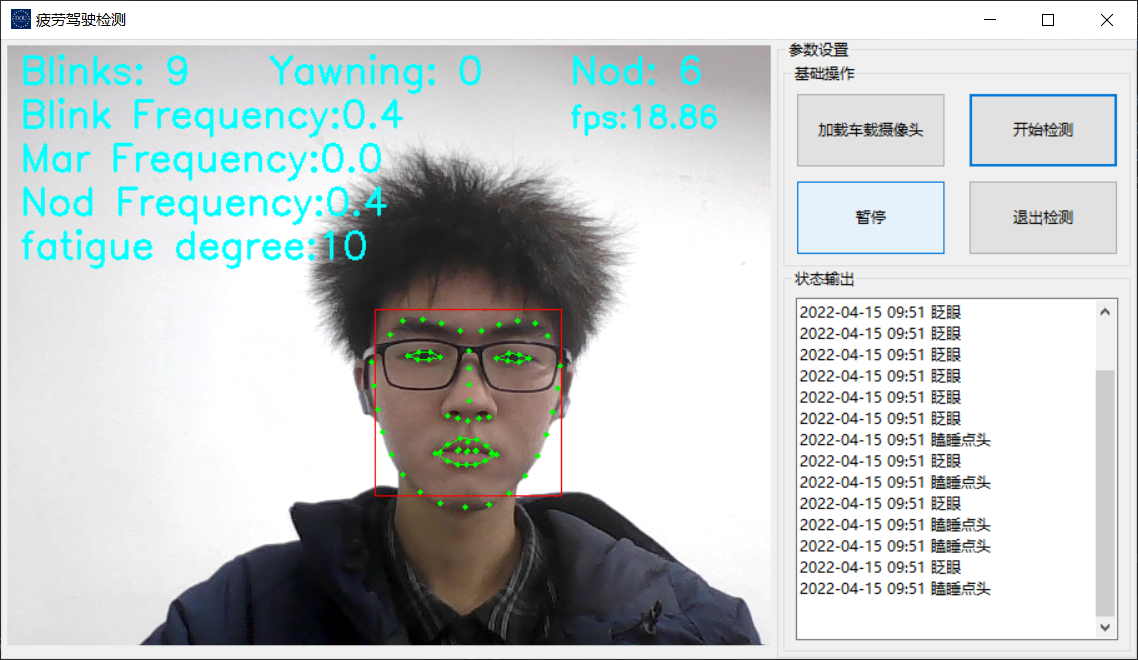 疲劳驾驶检测
Blinks: 9 Yawning: 0 Nod: 6
Blink Frequency:0.4 fps:18.86
Mar Frequency:0.0
Nod Frequency:0.4
fatigue degree:10
参数设置
基础操作
加载车载摄像头 开始检测
暂停 退出检测
状态输出
2022-04-15 09:51 眨眼
2022-04-15 09:51 眨眼
2022-04-15 09:51 眨眼
2022-04-15 09:51 眨眼
2022-04-15 09:51 眨眼
2022-04-15 09:51 眨眼
2022-04-15 09:51 瞌睡点头
2022-04-15 09:51 眨眼
2022-04-15 09:51 瞌睡点头
2022-04-15 09:51 眨眼
2022-04-15 09:51 瞌睡点头
2022-04-15 09:51 瞌睡点头
2022-04-15 09:51 眨眼
2022-04-15 09:51 瞌睡点头